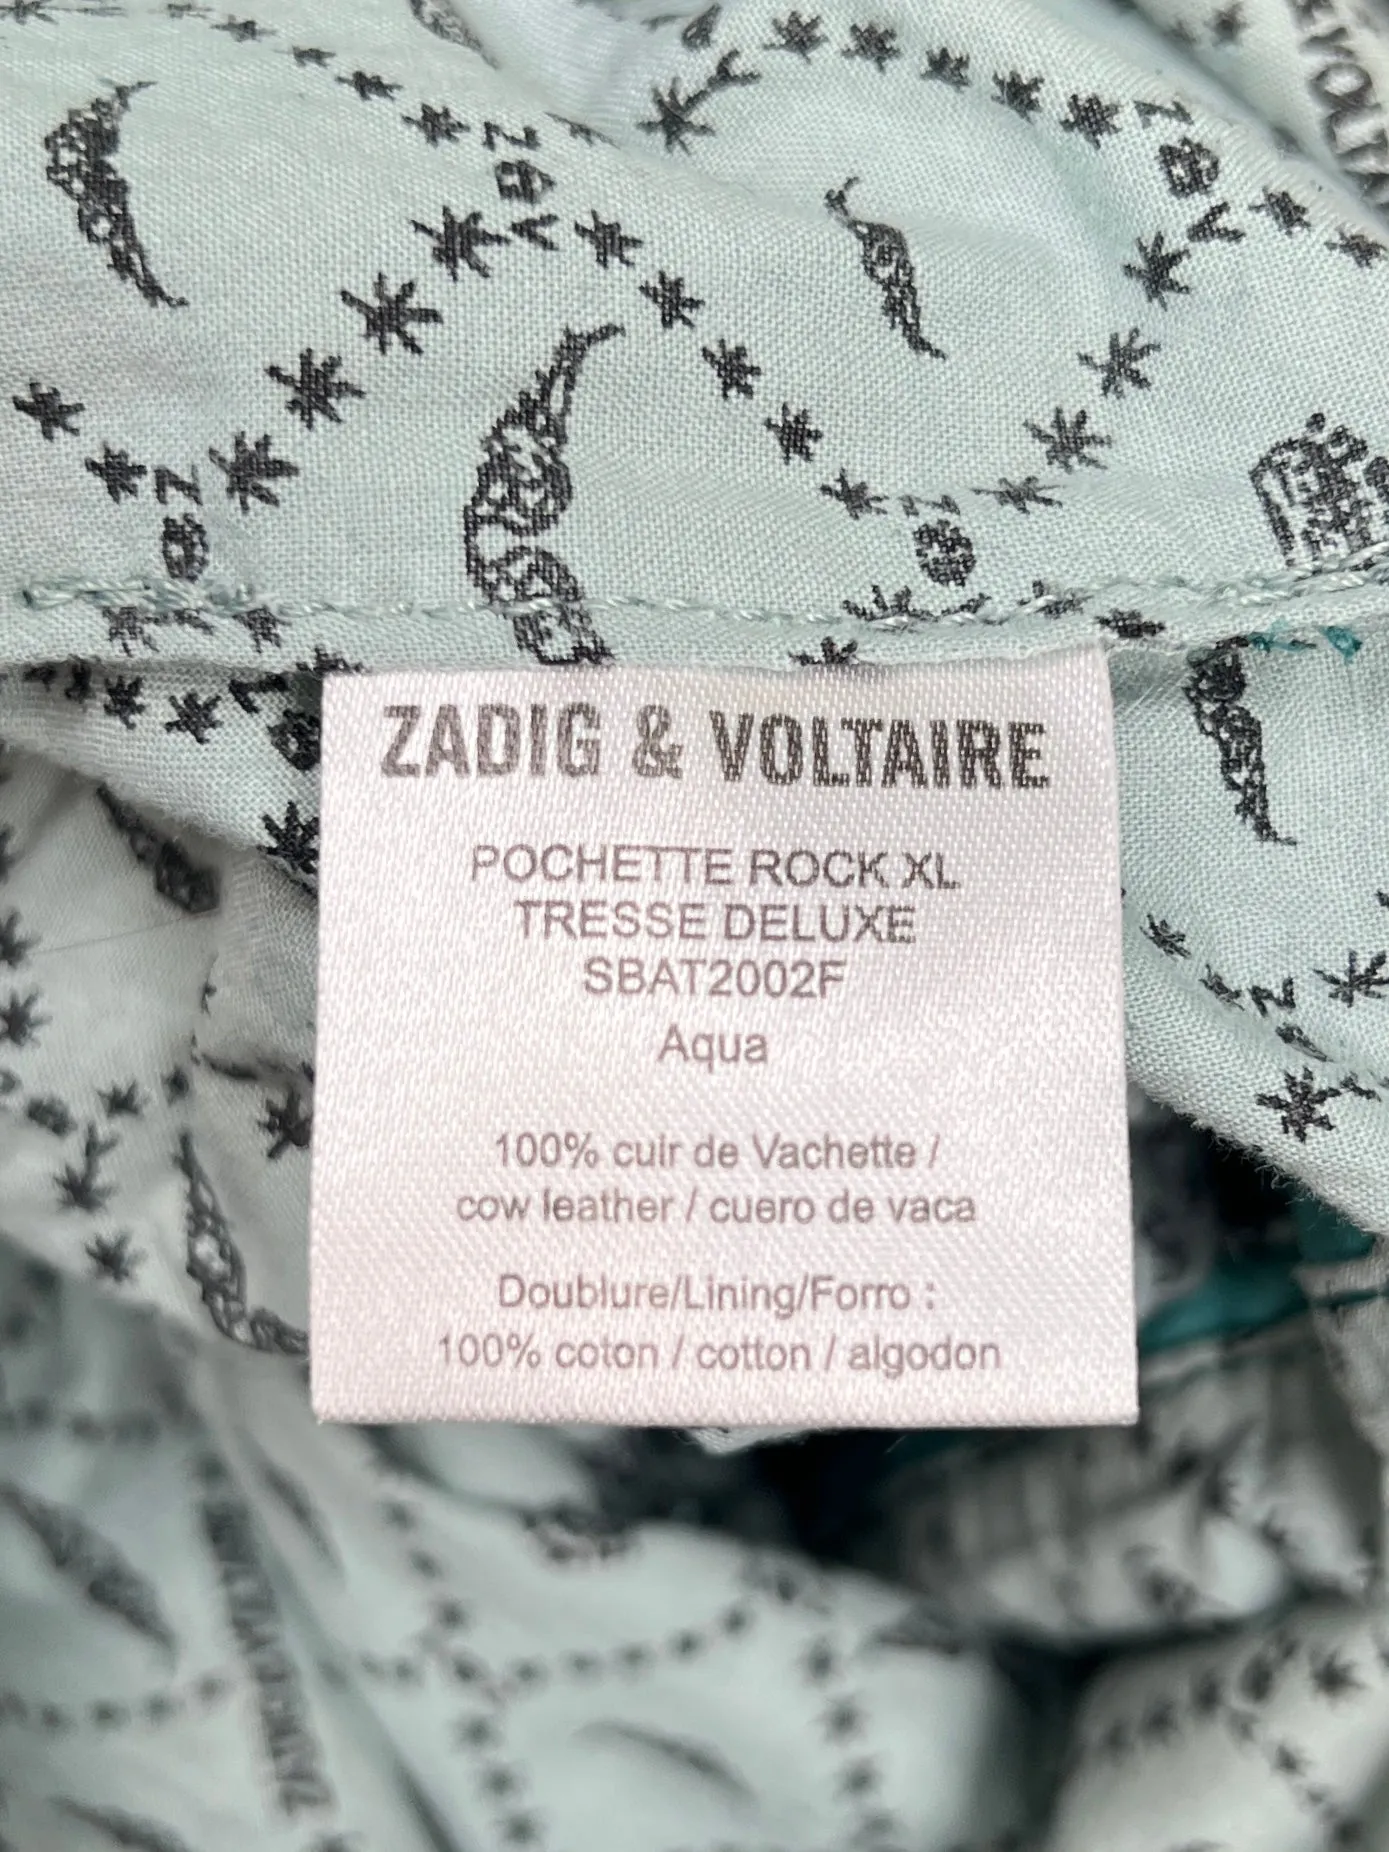 ZADIG & VOLTAIRE
POCHETTE ROCK XL
TRESSE DELUXE
SBAT2002F
Aqua
100% cuir de Vachette /
cow leather / cuero de vaca
Doublure/Lining/Forro :
100% coton / cotton / algodon